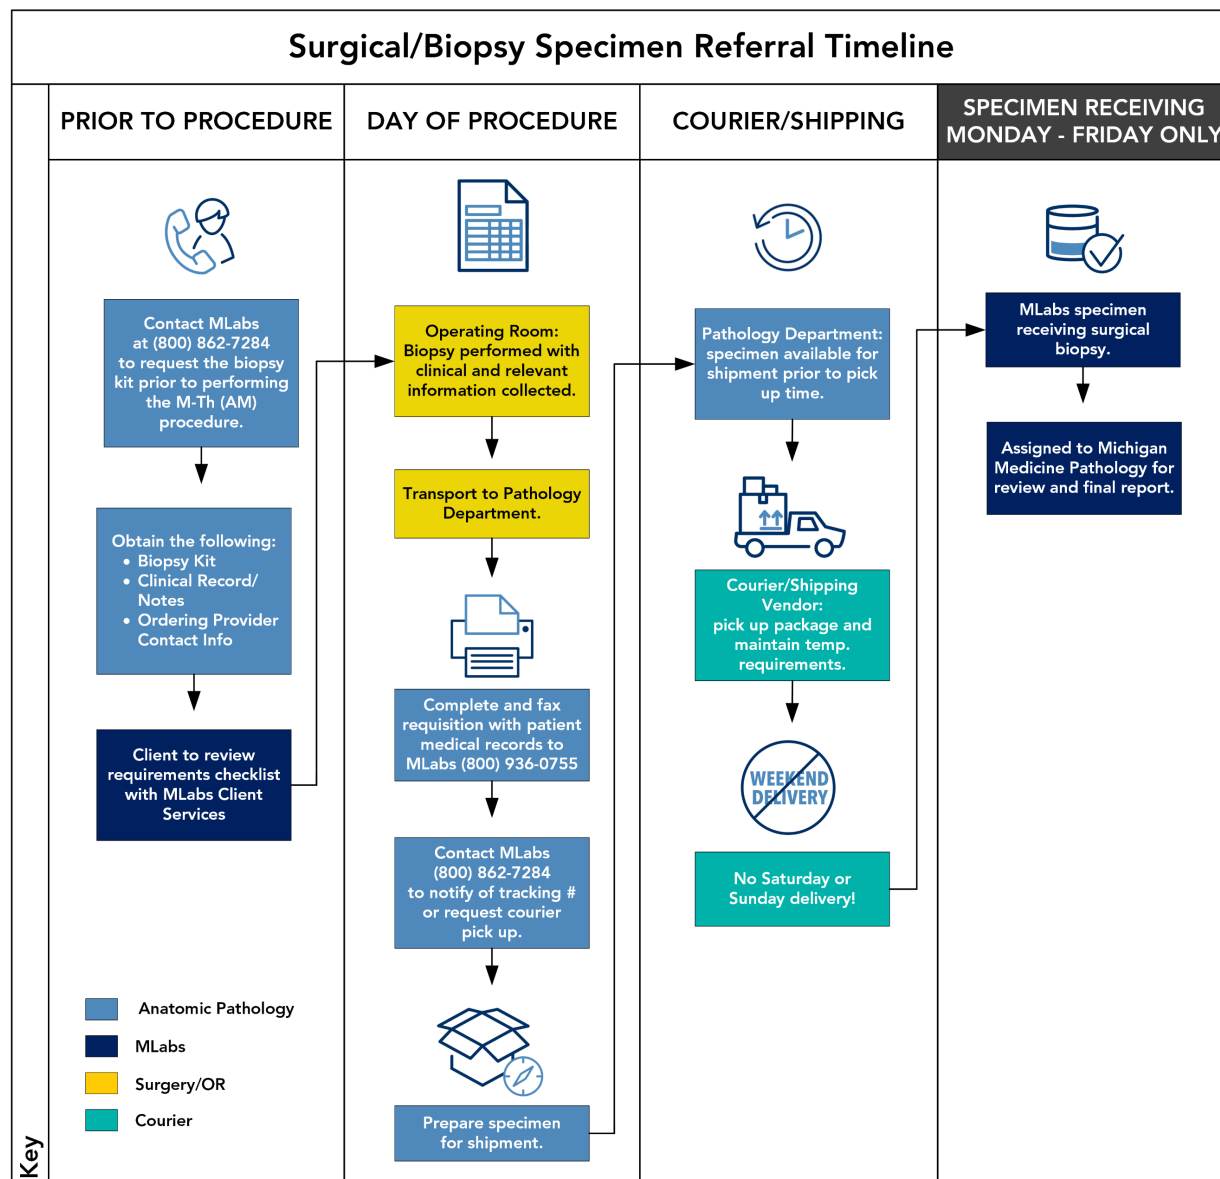 Surgical/Biopsy Specimen Referral Timeline
PRIOR TO PROCEDURE
Contact MLabs
at (800) 862-7284
to request the biopsy
kit prior to performing
the M-Th (AM)
procedure.
Obtain the following:
• Biopsy Kit
• Clinical Record/
Notes
• Ordering Provider
Contact Info
Client to review
requirements checklist
with MLabs Client
Services
DAY OF PROCEDURE
Operating Room:
Biopsy performed with
clinical and relevant
information collected.
Transport to Pathology
Department.
Complete and fax
requisition with patient
medical records to
MLabs (800) 936-0755
Contact MLabs
(800) 862-7284
to notify of tracking #
or request courier
pick up.
Prepare specimen
for shipment.
COURIER/SHIPPING
Pathology Department:
specimen available for
shipment prior to pick
up time.
Courier/Shipping
Vendor:
pick up package and
maintain temp.
requirements.
WEEKEND
DELIVERY
No Saturday or
Sunday delivery!
SPECIMEN RECEIVING
MONDAY - FRIDAY ONLY
MLabs specimen
receiving surgical
biopsy.
Assigned to Michigan
Medicine Pathology for
review and final report.
Key
Anatomic Pathology
MLabs
Surgery/OR
Courier